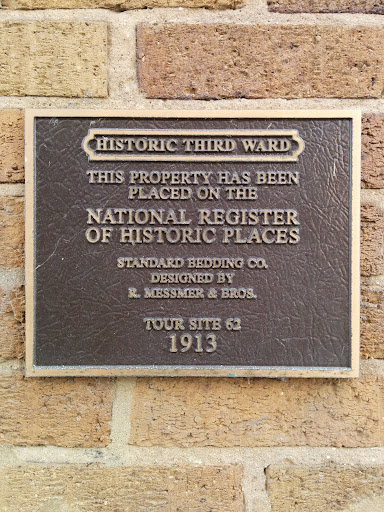 HISTORIC THIRD WARD
THIS PROPERTY HAS BEEN
PLACED ON THE
NATIONAL REGISTER
OF HISTORIC PLACES
STANDARD BEDDING CO.
DESIGNED BY
R. MESSMER & BROS.
TOUR SITE 62
1913